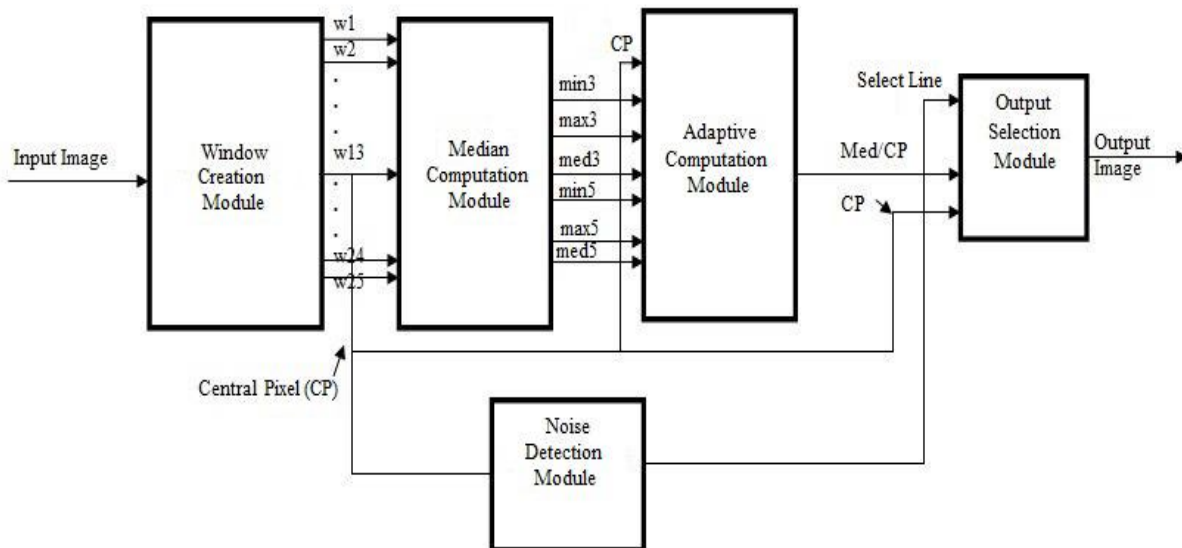 w1
w2
.
.
.
w13
.
.
.
w24
w25
Input Image
Window
Creation
Module
Median
Computation
Module
min3
max3
med3
min5
max5
med5
CP
Adaptive
Computation
Module
Select Line
Med/CP
CP
Output
Selection
Module
Output
Image
Central Pixel (CP)
Noise
Detection
Module